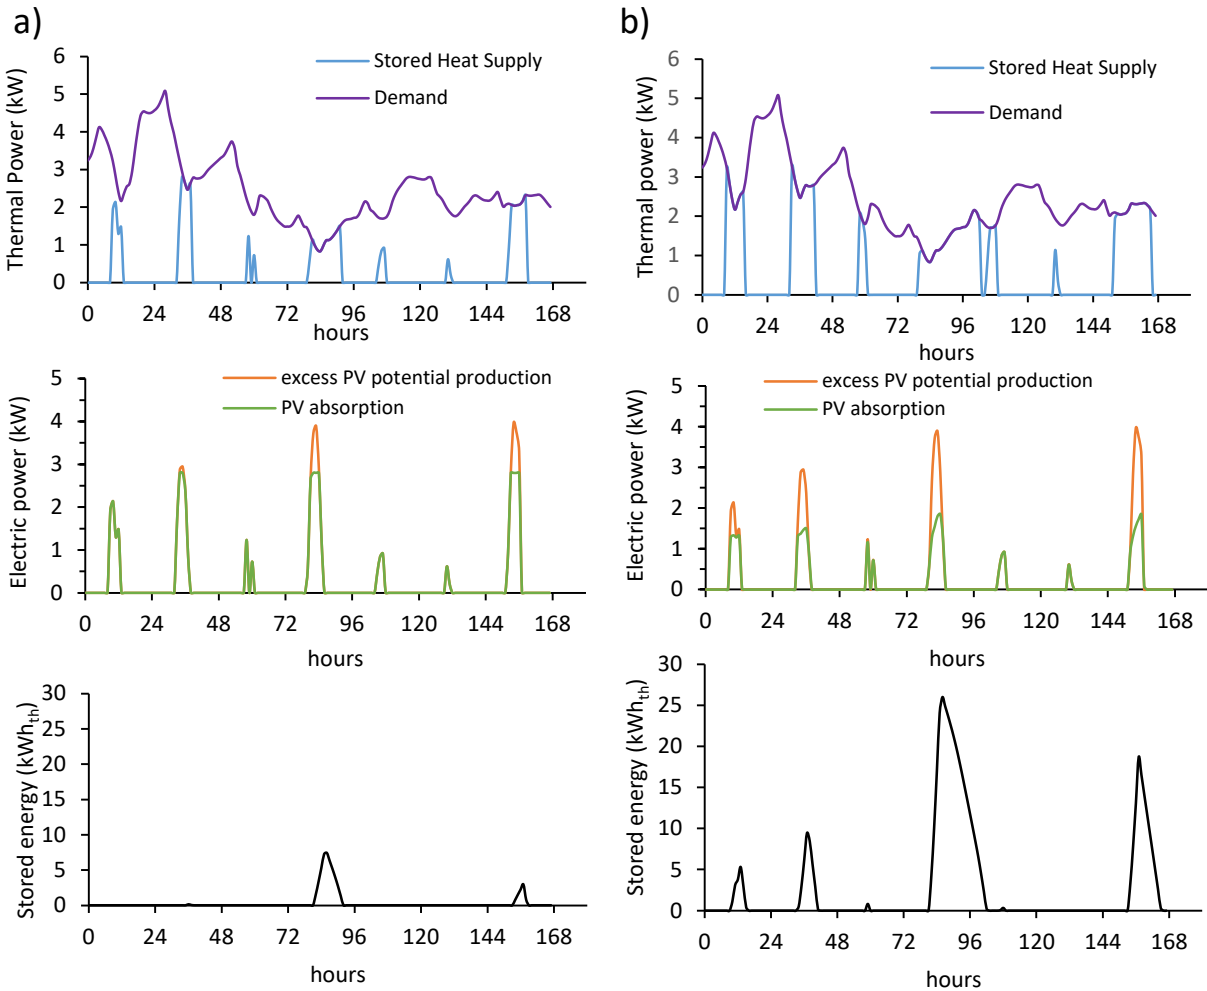 a)
Thermal Power (kW)
6
5
4
3
2
1
0
Stored Heat Supply
Demand
0 24 48 72 96 120 144 168
hours
b)
Thermal power (kW)
6
5
4
3
2
1
0
Stored Heat Supply
Demand
0 24 48 72 96 120 144 168
hours
Electric power (kW)
5
4
3
2
1
0
excess PV potential production
PV absorption
0 24 48 72 96 120 144 168
hours
Electric power (kW)
5
4
3
2
1
0
excess PV potential production
PV absorption
0 24 48 72 96 120 144 168
hours
Stored energy (kWhth)
30
25
20
15
10
5
0
0 24 48 72 96 120 144 168
hours
Stored energy (kWhth)
30
25
20
15
10
5
0
0 24 48 72 96 120 144 168
hours